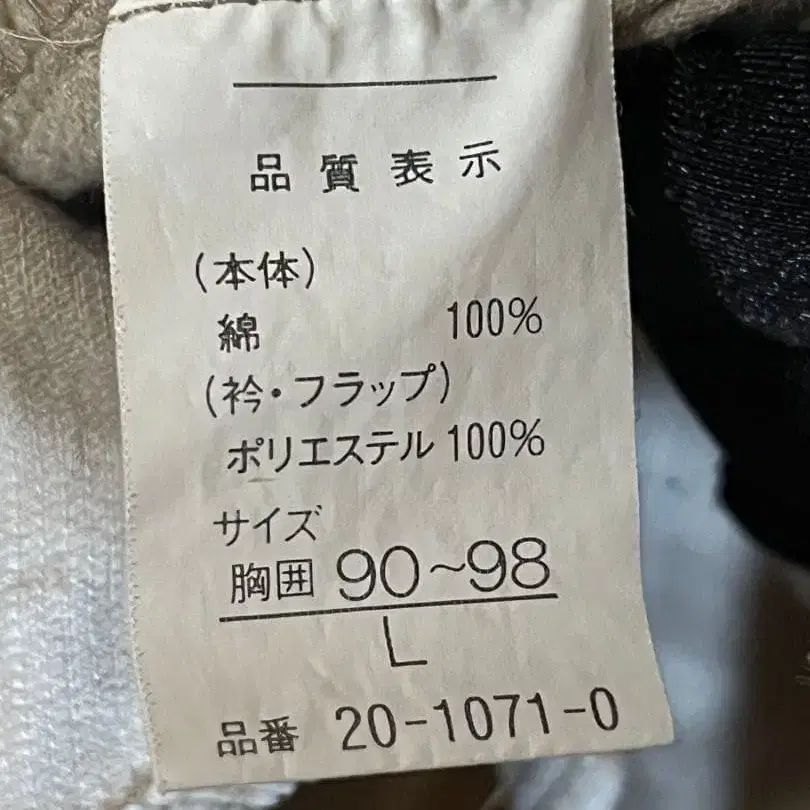 品質表示
(本体)
綿 100%
(衿・フラップ)
ポリエステル 100%
サイズ
胸囲 90~98
L
品番 20-1071-0